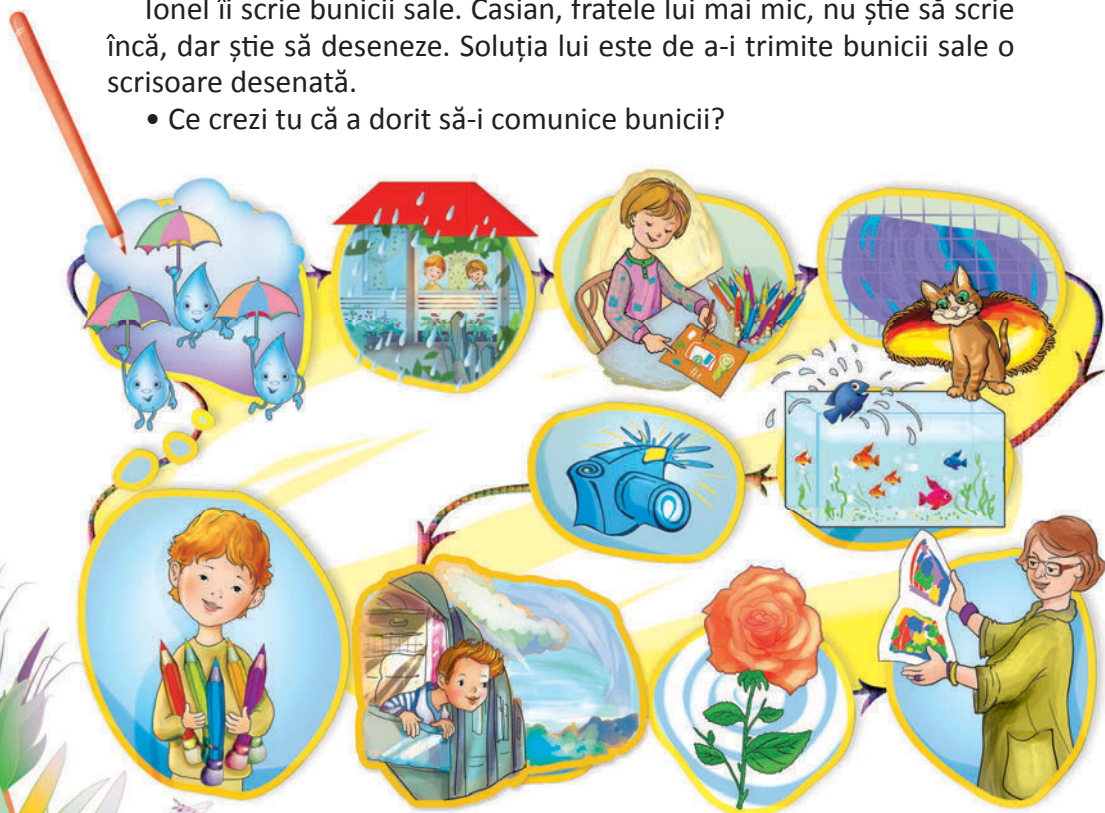 Ionel îi scrie bunicii sale. Casian, fratele lui mai mic, nu știe să scrie
încă, dar știe să deseneze. Soluția lui este de a-i trimite bunicii sale o
scrisoare desenată.
• Ce crezi tu că a dorit să-i comunice bunicii?